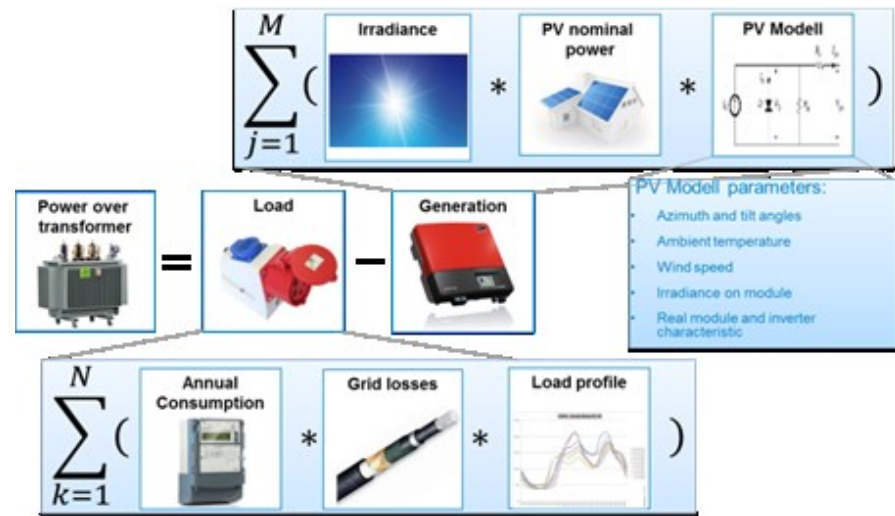 M
∑
j=1
(
Irradiance
*
PV nominal
power
*
PV Modell
)
Power over
transformer
=
Load
−
Generation
PV Modell parameters:
• Azimuth and tilt angles
• Ambient temperature
• Wind speed
• Irradiance on module
• Real module and inverter
characteristic
N
∑
k=1
(
Annual
Consumption
*
Grid losses
*
Load profile
)